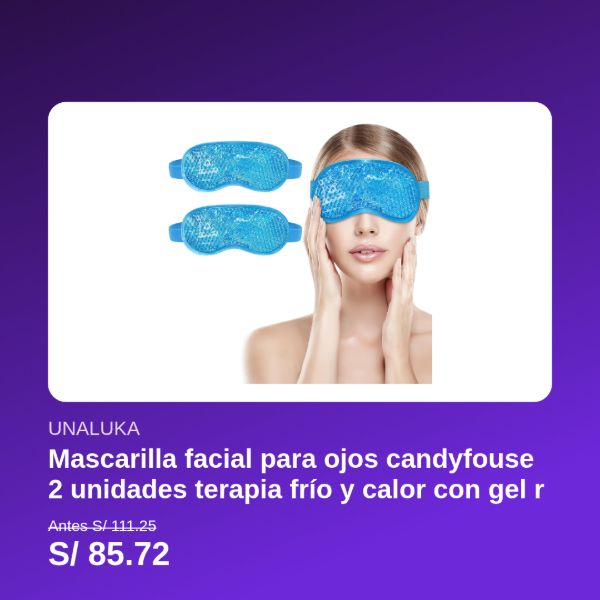 UNALUKA
Mascarilla facial para ojos candyfouse
2 unidades terapia frío y calor con gel r
Antes S/ 111.25
S/ 85.72